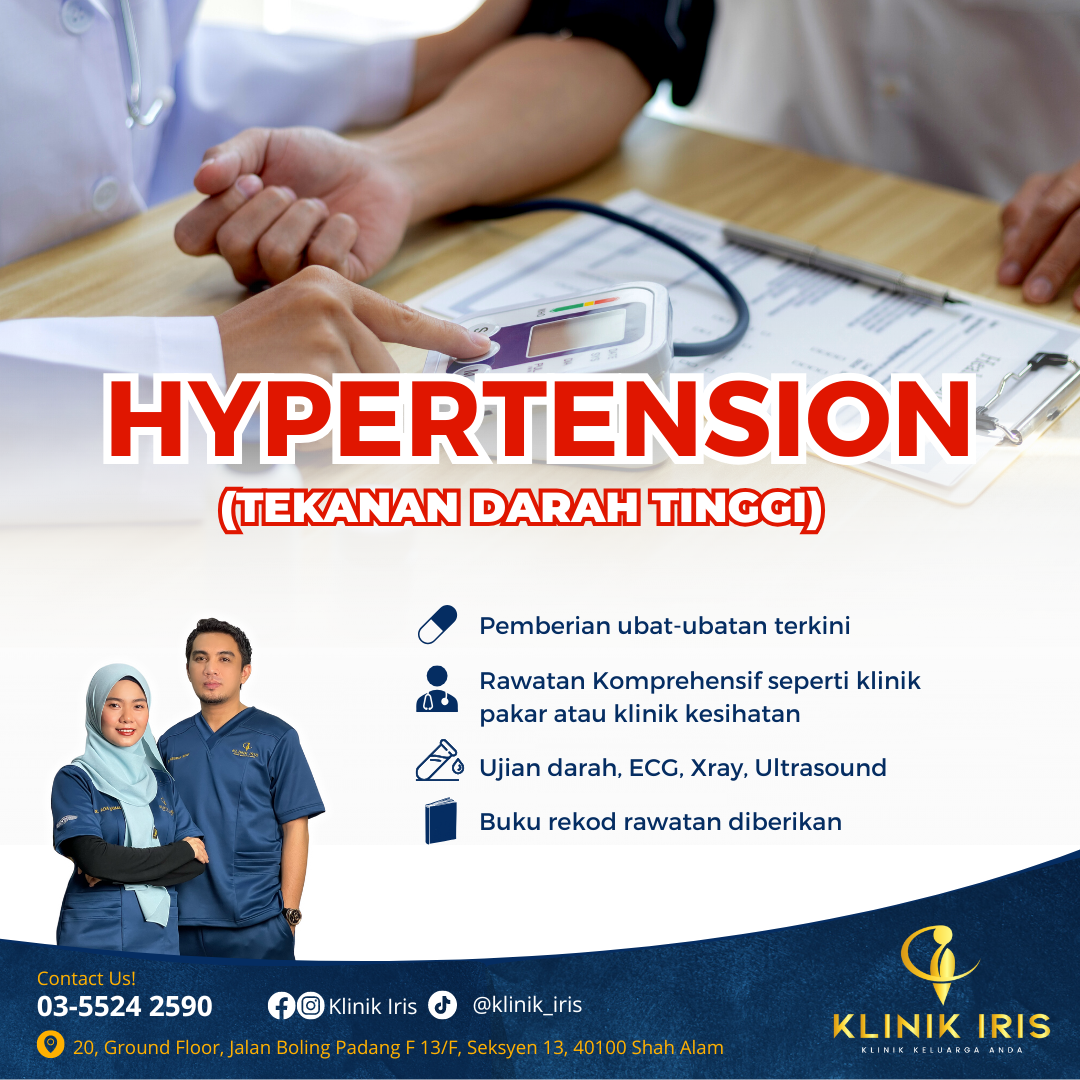 HYPERTENSION
(TEKANAN DARAH TINGGI)
Pemberian ubat-ubatan terkini
Rawatan Komprehensif seperti klinik
pakar atau klinik kesihatan
Ujian darah, ECG, Xray, Ultrasound
Buku rekod rawatan diberikan
KLINIK IRIS
Contact Us!
03-5524 2590
Klinik Iris
@klinik_iris
20, Ground Floor, Jalan Boling Padang F 13/F, Seksyen 13, 40100 Shah Alam
KLINIK IRIS
KLINIK KELUARGA ANDA